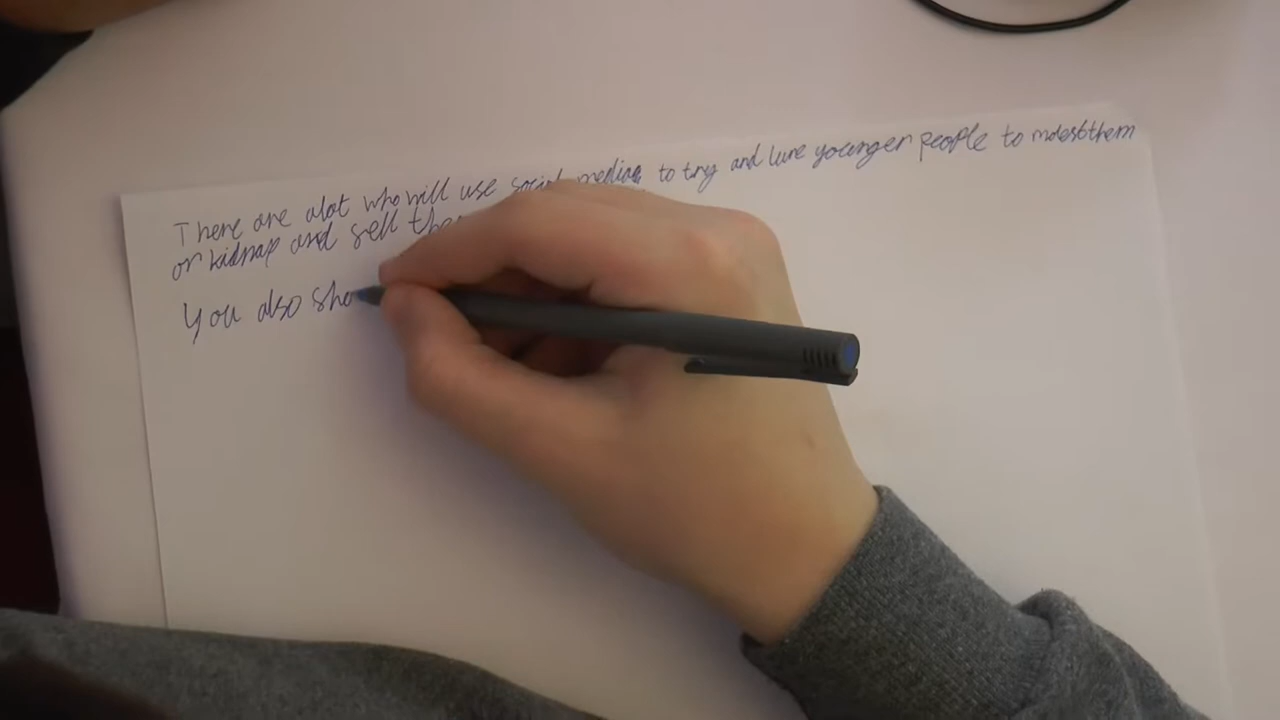 There are alot who will use social media to try and lure younger people to molest them
or kidnap and sell the
You also sho